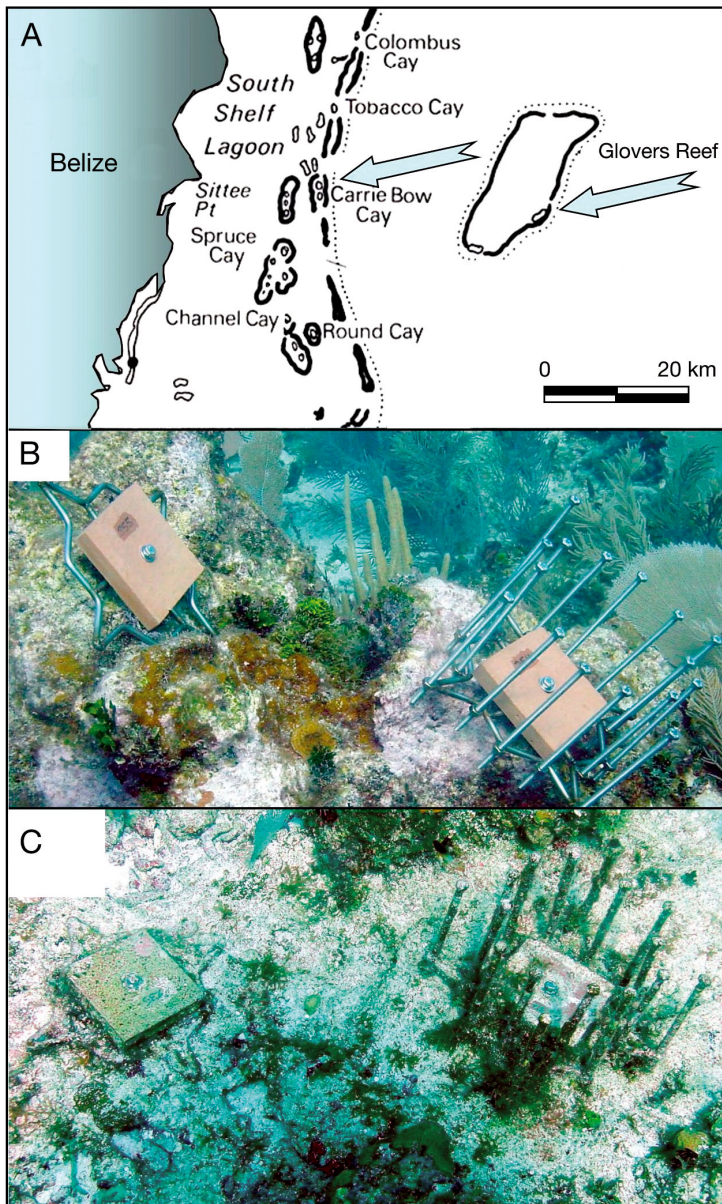 A
Colombus
Cay
South
Shelf
Lagoon
Tobacco Cay
Belize
Glovers Reef
Sittee
Pt
Carrie Bow
Cay
Spruce
Cay
Channel Cay
Round Cay
0 20 km
B
C